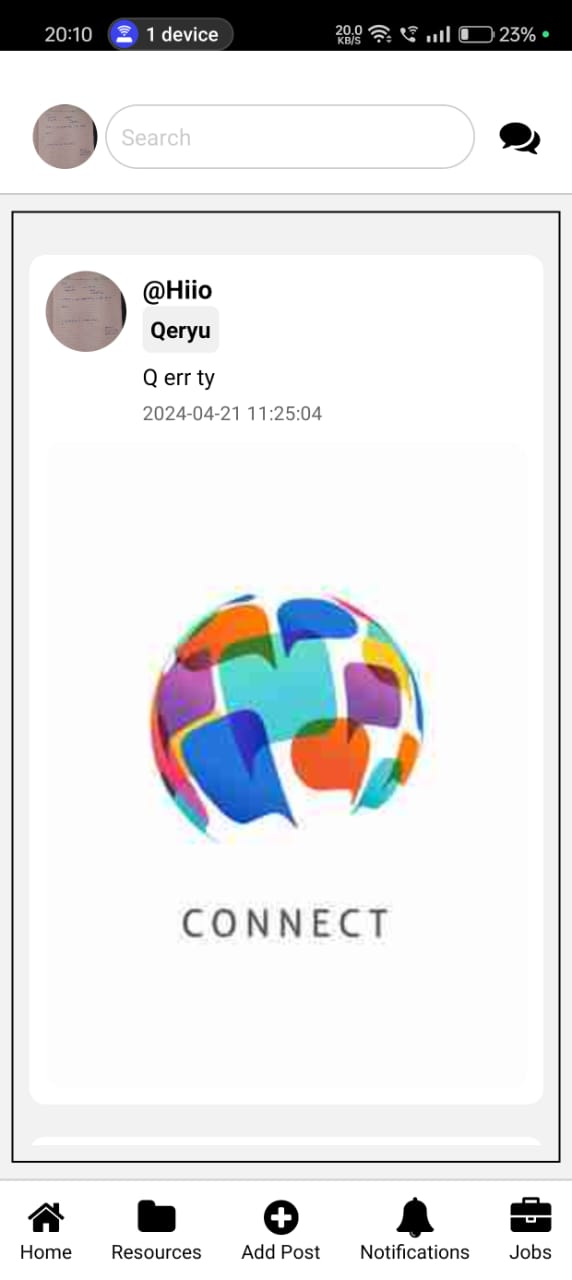 20:10 1 device 20.0 KB/S 23%
Search
@Hiio
Qeryu
Q err ty
2024-04-21 11:25:04
CONNECT
Home Resources Add Post Notifications Jobs